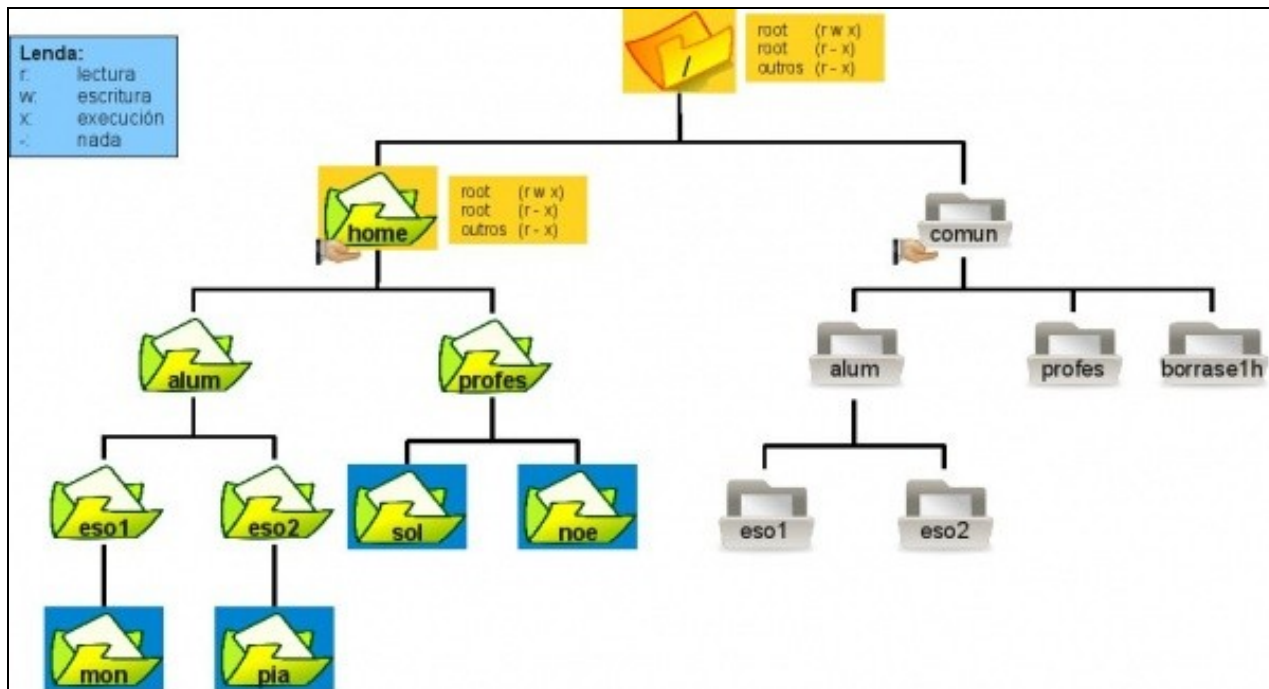 Lenda:
r: lectura
w: escritura
x: execución
-: nada
/
root (r w x)
root (r - x)
outros (r - x)
home
root (r w x)
root (r - x)
outros (r - x)
comun
alum
profes
alum
profes
borrase1h
eso1
eso2
sol
noe
eso1
eso2
mon
pia